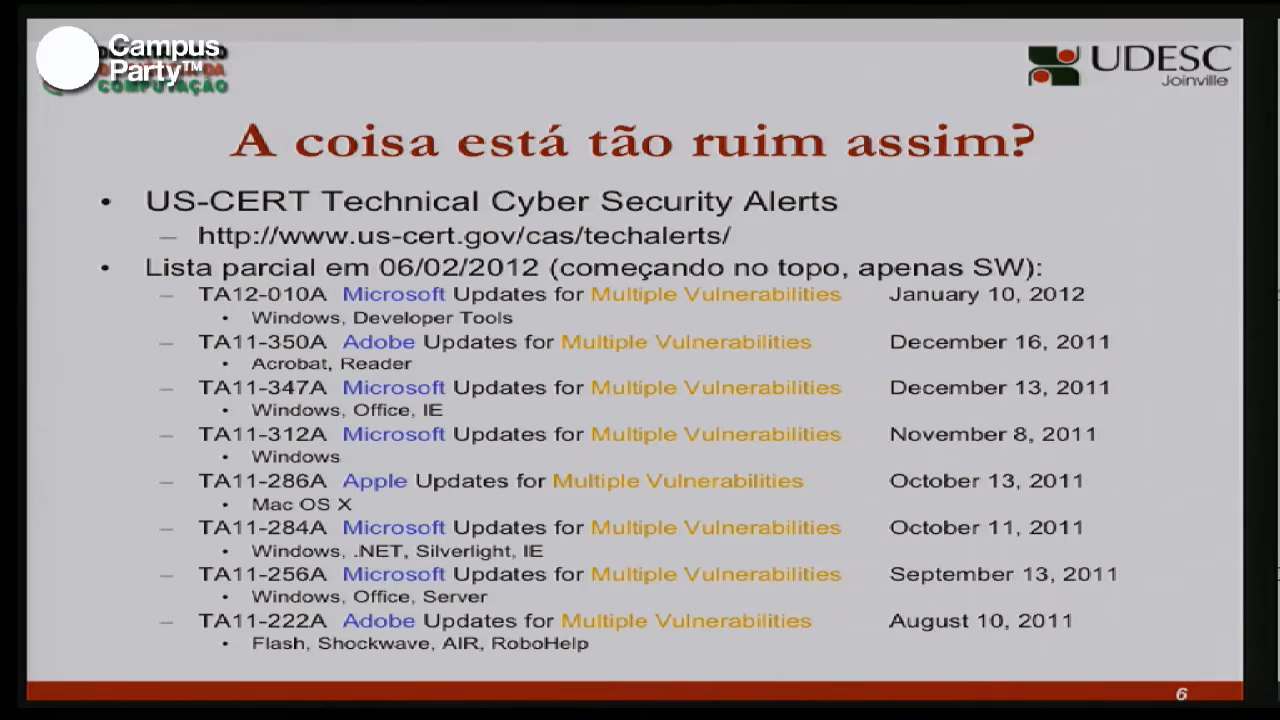 Campus
Party™
COMPUTAÇÃO
UDESC
Joinville
A coisa está tão ruim assim?
• US-CERT Technical Cyber Security Alerts
– http://www.us-cert.gov/cas/techalerts/
• Lista parcial em 06/02/2012 (começando no topo, apenas SW):
– TA12-010A Microsoft Updates for Multiple Vulnerabilities January 10, 2012
• Windows, Developer Tools
– TA11-350A Adobe Updates for Multiple Vulnerabilities December 16, 2011
• Acrobat, Reader
– TA11-347A Microsoft Updates for Multiple Vulnerabilities December 13, 2011
• Windows, Office, IE
– TA11-312A Microsoft Updates for Multiple Vulnerabilities November 8, 2011
• Windows
– TA11-286A Apple Updates for Multiple Vulnerabilities October 13, 2011
• Mac OS X
– TA11-284A Microsoft Updates for Multiple Vulnerabilities October 11, 2011
• Windows, .NET, Silverlight, IE
– TA11-256A Microsoft Updates for Multiple Vulnerabilities September 13, 2011
• Windows, Office, Server
– TA11-222A Adobe Updates for Multiple Vulnerabilities August 10, 2011
• Flash, Shockwave, AIR, RoboHelp
6